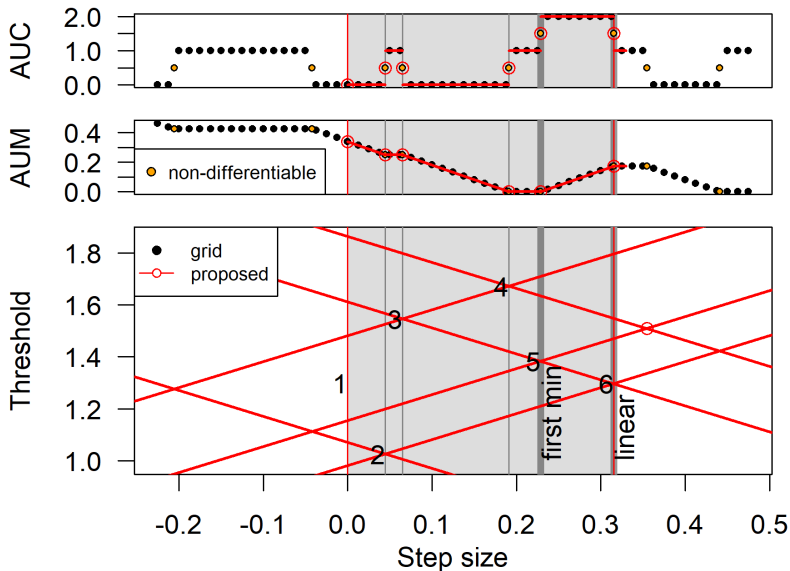 AUC
2.0
1.0
0.0
AUM
0.4
0.2
0.0
non-differentiable
Threshold
1.8
1.6
1.4
1.2
1.0
grid
proposed
1
2
3
4
5
6
first min
linear
-0.2
-0.1
0.0
0.1
0.2
0.3
0.4
0.5
Step size